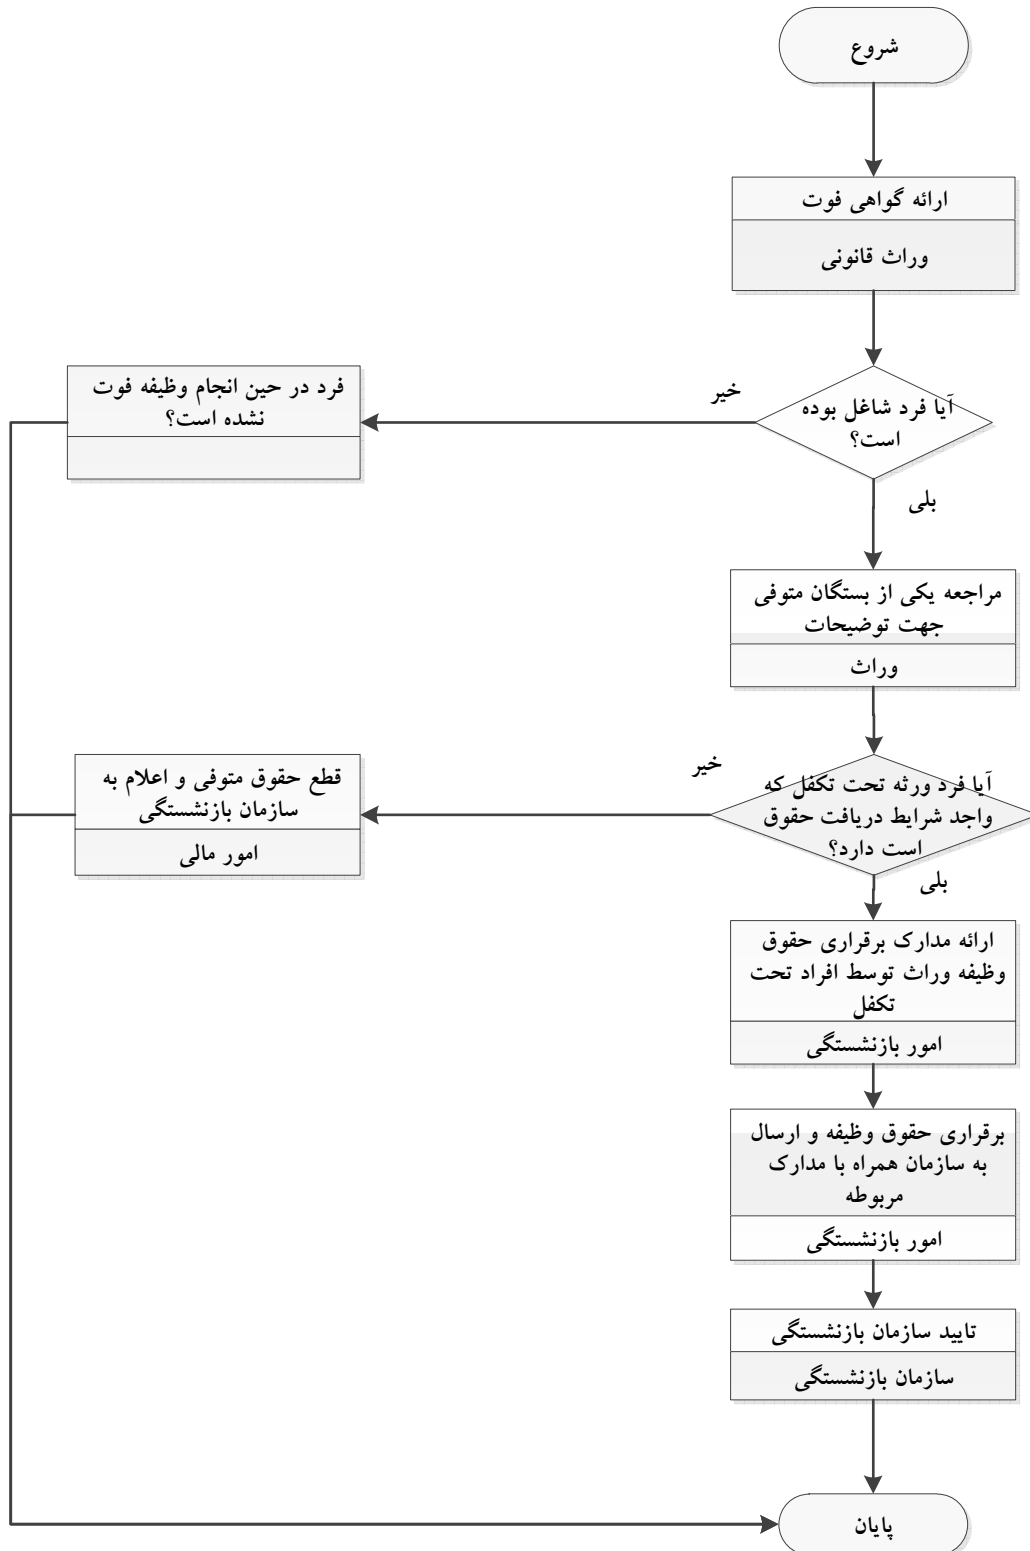 شروع
ارائه گواهی فوت
وراث قانونی
آیا فرد شاغل بوده
است؟
خیر
فرد در حین انجام وظیفه فوت
نشده است؟
بلی
مراجعه یکی از بستگان متوفی
جهت توضیحات
وراث
آیا فرد ورثه تحت تکفل که
واجد شرایط دریافت حقوق
است دارد؟
خیر
قطع حقوق متوفی و اعلام به
سازمان بازنشستگی
امور مالی
بلی
ارائه مدارک برقراری حقوق
وظیفه وراث توسط افراد تحت
تکفل
امور بازنشستگی
برقراری حقوق وظیفه و ارسال
به سازمان همراه با مدارک
مربوطه
امور بازنشستگی
تایید سازمان بازنشستگی
سازمان بازنشستگی
پایان